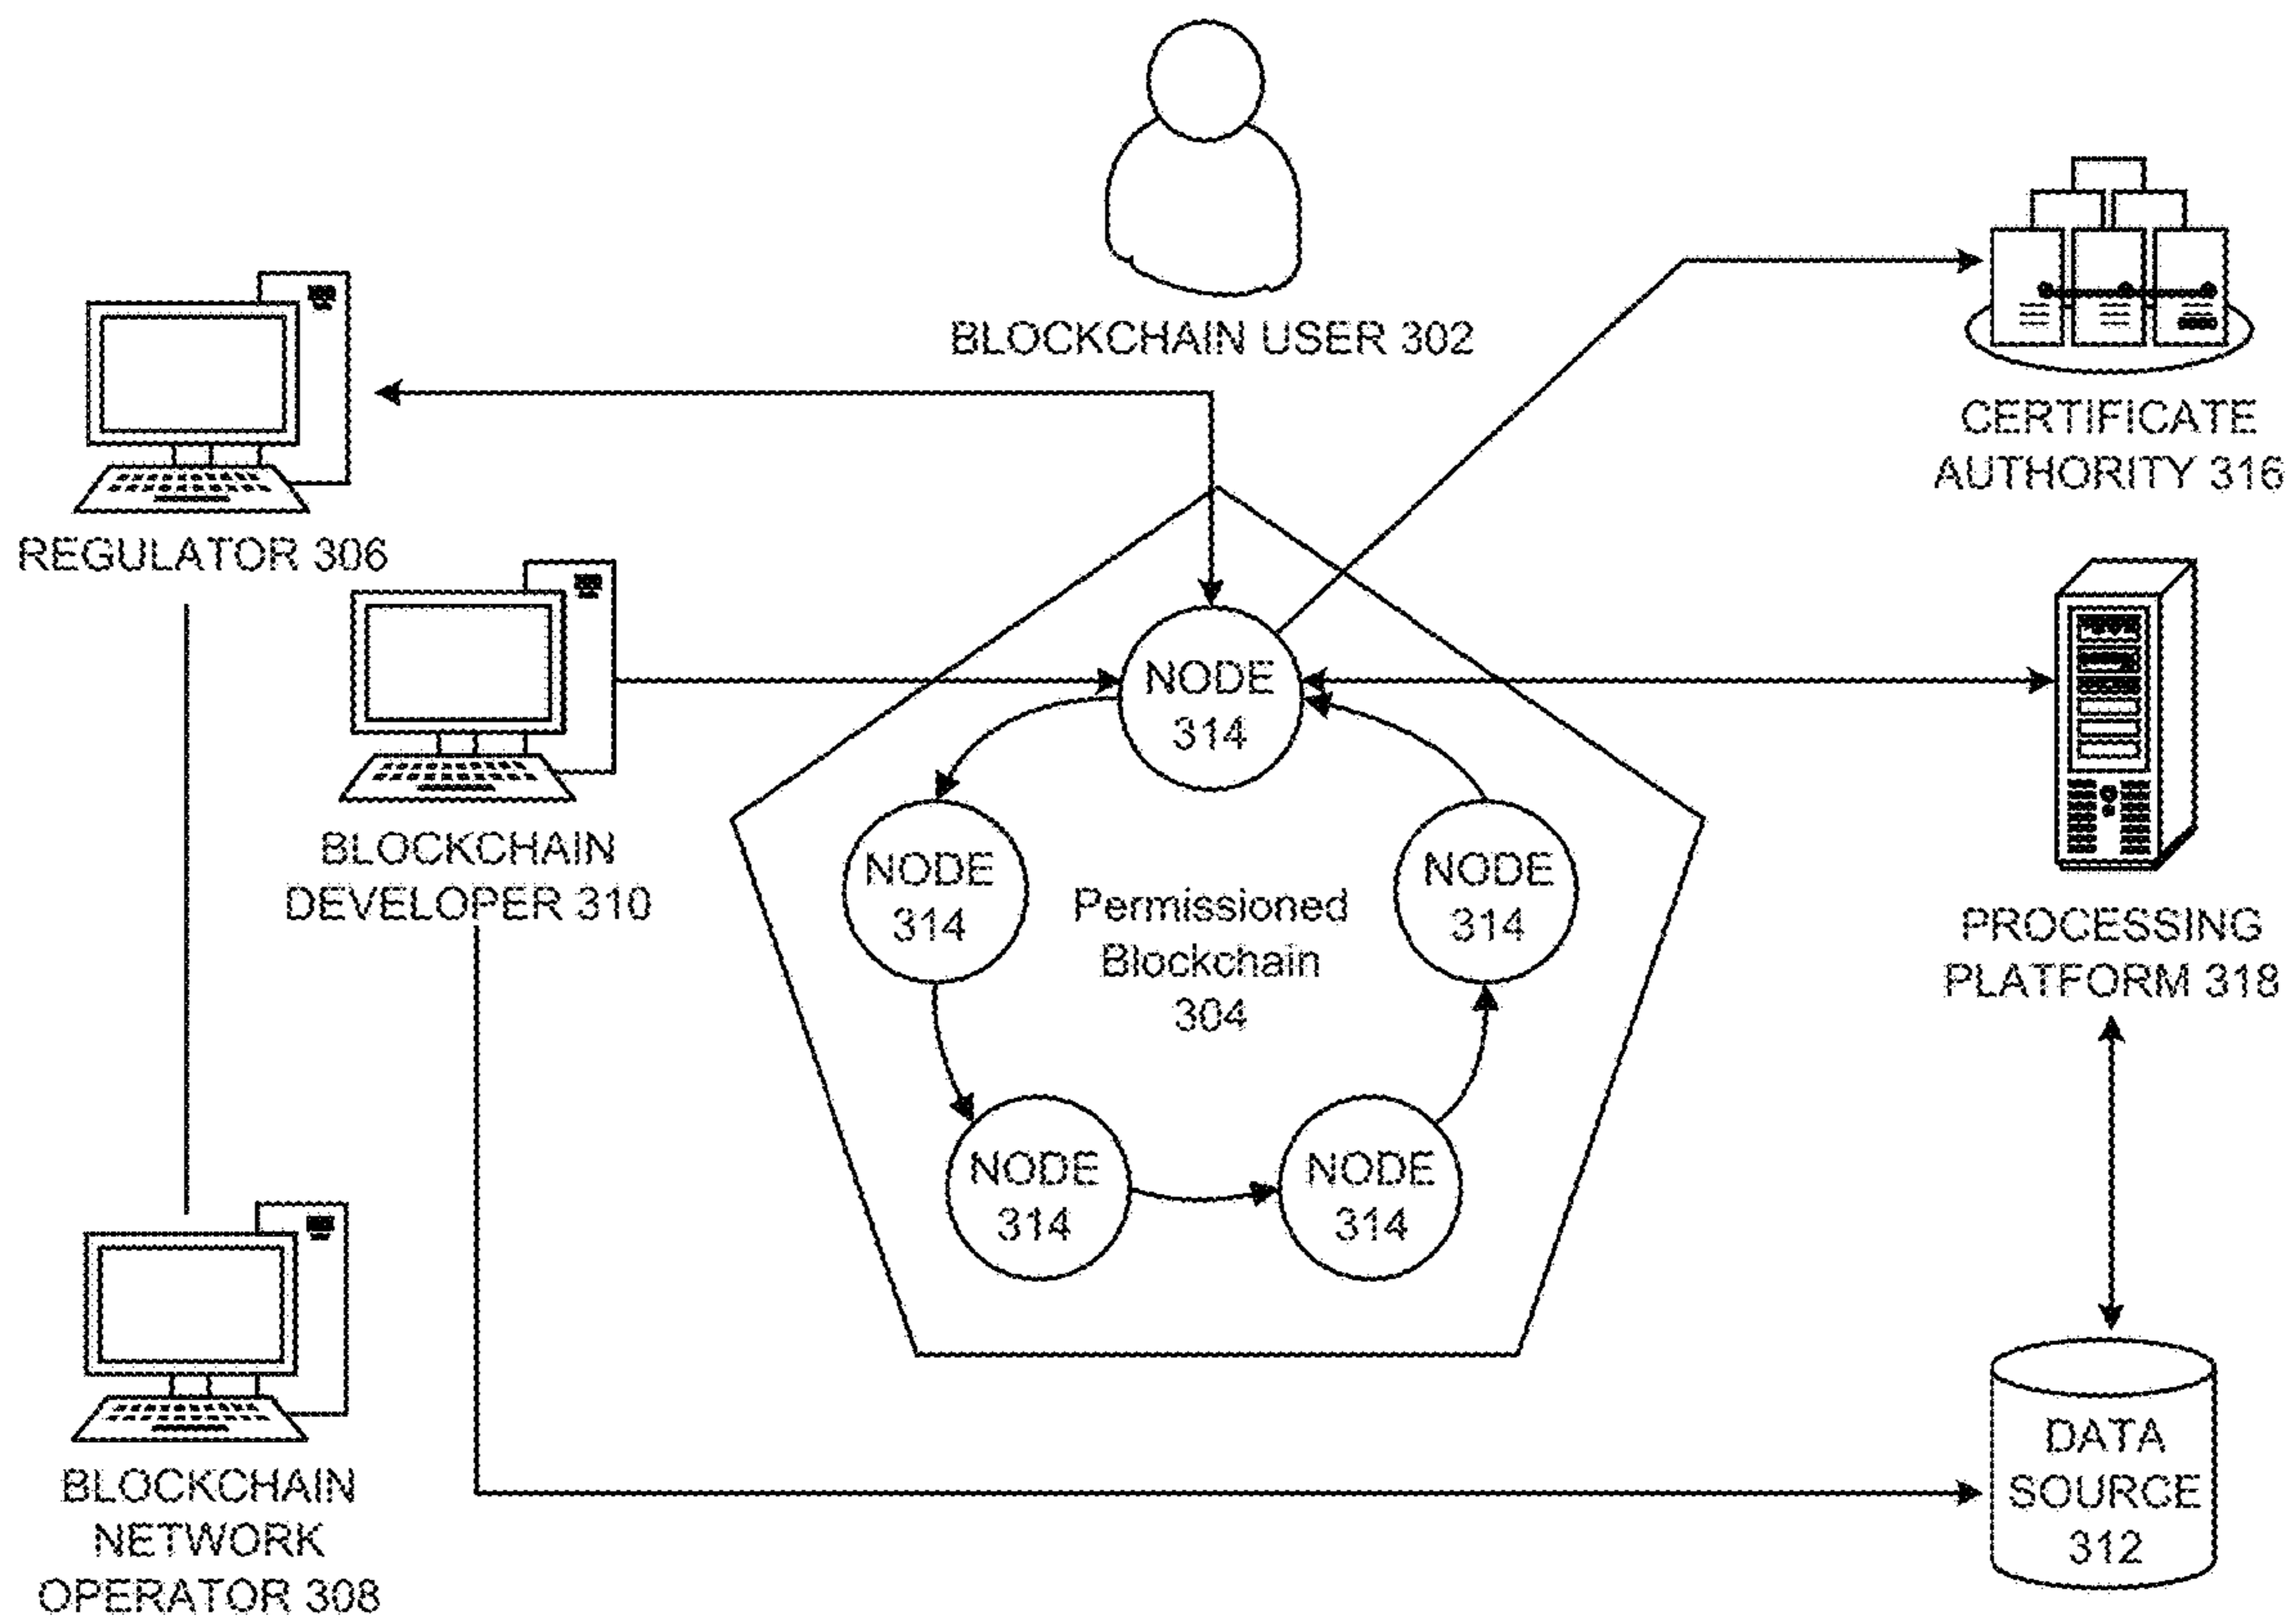 BLOCKCHAIN USER 302
CERTIFICATE
AUTHORITY 316
REGULATOR 306
NODE
314
BLOCKCHAIN
DEVELOPER 310
NODE
314
Permissioned
Blockchain
304
NODE
314
PROCESSING
PLATFORM 318
NODE
314
NODE
314
BLOCKCHAIN
NETWORK
OPERATOR 308
DATA
SOURCE
312